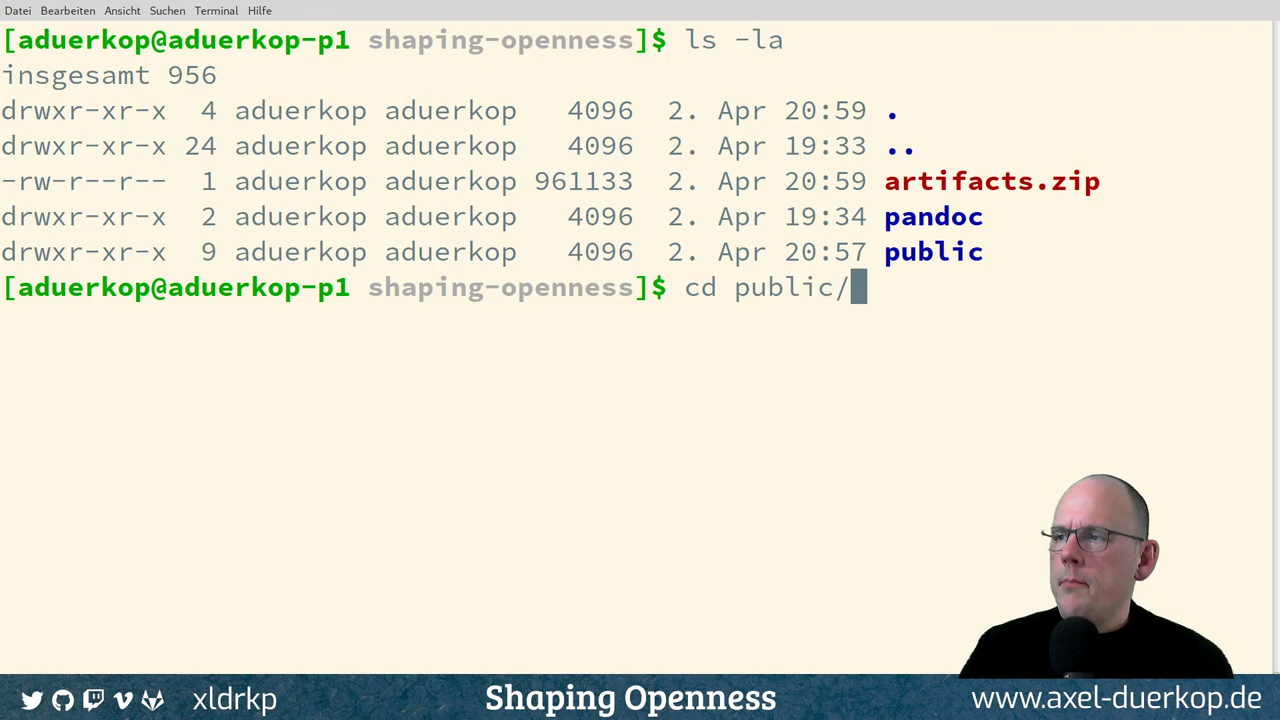 Datei Bearbeiten Ansicht Suchen Terminal Hilfe
[aduerkop@aduerkop-p1 shaping-openness]$ ls -la
insgesamt 956
drwxr-xr-x 4 aduerkop aduerkop 4096 2. Apr 20:59 .
drwxr-xr-x 24 aduerkop aduerkop 4096 2. Apr 19:33 ..
-rw-r--r-- 1 aduerkop aduerkop 961133 2. Apr 20:59 artifacts.zip
drwxr-xr-x 2 aduerkop aduerkop 4096 2. Apr 19:34 pandoc
drwxr-xr-x 9 aduerkop aduerkop 4096 2. Apr 20:57 public
[aduerkop@aduerkop-p1 shaping-openness]$ cd public/
xldrkp Shaping Openness www.axel-duerkop.de